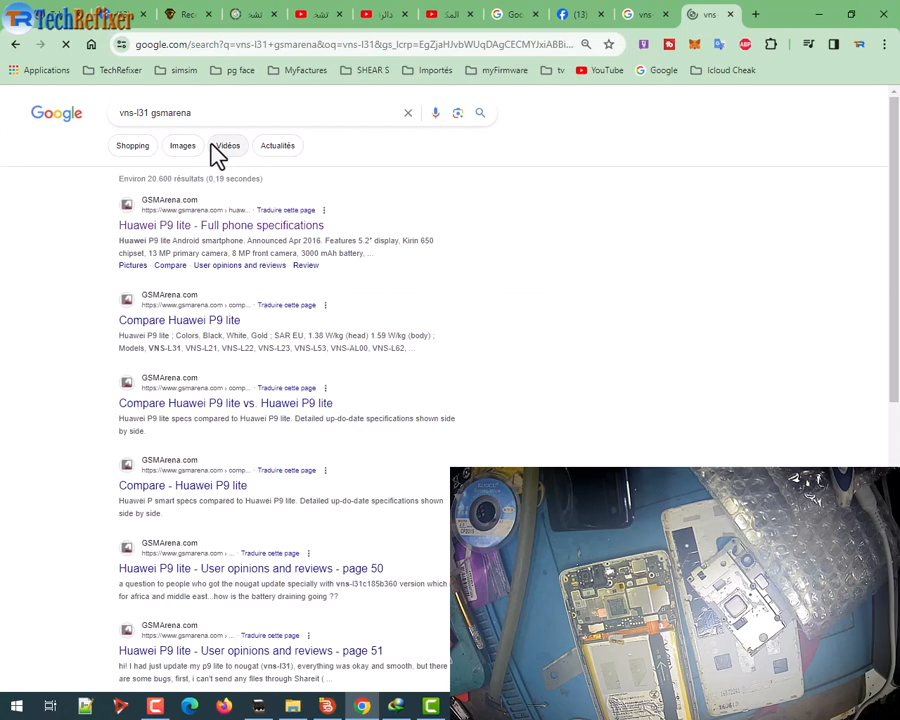 TechRefixer
Rec
تشد
تشد
دائرا
المك
Goo
(13)
vns-
vns-
google.com/search?q=vns-l31+gsmarena&oq=vns-l31&gs_lcrp=EgZjaHJvbWUqDAgCECMYJxiABBi...
Applications
TechRefixer
simsim
pg face
MyFactures
SHEAR S
Importés
myFirmware
tv
YouTube
Google
Icloud Cheak
Google
vns-l31 gsmarena
Shopping
Images
Vidéos
Actualités
Environ 20.600 résultats (0,19 secondes)
GSMArena.com
https://www.gsmarena.com › huaw... · Traduire cette page
Huawei P9 lite - Full phone specifications
Huawei P9 lite Android smartphone. Announced Apr 2016. Features 5.2″ display, Kirin 650
chipset, 13 MP primary camera, 8 MP front camera, 3000 mAh battery, ...
Pictures · Compare · User opinions and reviews · Review
GSMArena.com
https://www.gsmarena.com › comp... · Traduire cette page
Compare Huawei P9 lite
Huawei P9 lite ; Colors, Black, White, Gold ; SAR EU, 1.38 W/kg (head) 1.59 W/kg (body) ;
Models, VNS-L31, VNS-L21, VNS-L22, VNS-L23, VNS-L53, VNS-AL00, VNS-L62, ...
GSMArena.com
https://www.gsmarena.com › comp... · Traduire cette page
Compare Huawei P9 lite vs. Huawei P9 lite
Huawei P9 lite specs compared to Huawei P9 lite. Detailed up-do-date specifications shown side
by side.
GSMArena.com
https://www.gsmarena.com › comp... · Traduire cette page
Compare - Huawei P9 lite
Huawei P smart specs compared to Huawei P9 lite. Detailed up-do-date specifications shown
side by side.
GSMArena.com
https://www.gsmarena.com › ... · Traduire cette page
Huawei P9 lite - User opinions and reviews - page 50
a question to people who got the nougat update specially with vns-l31c185b360 version which
for africa and middle east...how is the battery draining going ??
GSMArena.com
https://www.gsmarena.com › ... · Traduire cette page
Huawei P9 lite - User opinions and reviews - page 51
hi! I had just update my p9 lite to nougat (vns-l31), everything was okay and smooth, but there
are some bugs, first, i can't send any files through Shareit ( ...